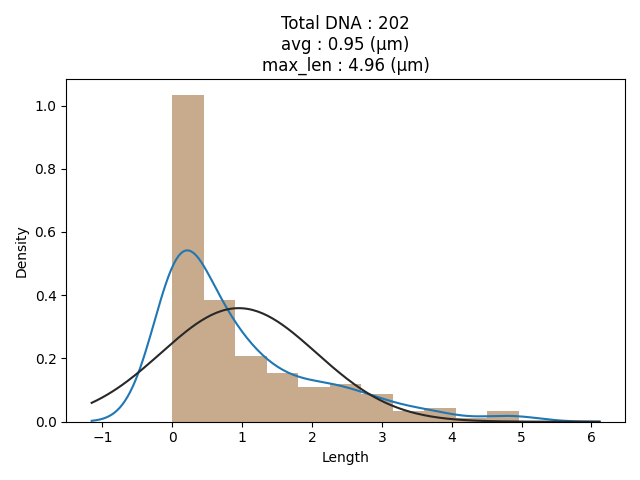 Total DNA : 202
avg : 0.95 (μm)
max_len : 4.96 (μm)
1.0
0.8
0.6
0.4
0.2
0.0
Density
−1
0
1
2
3
4
5
6
Length